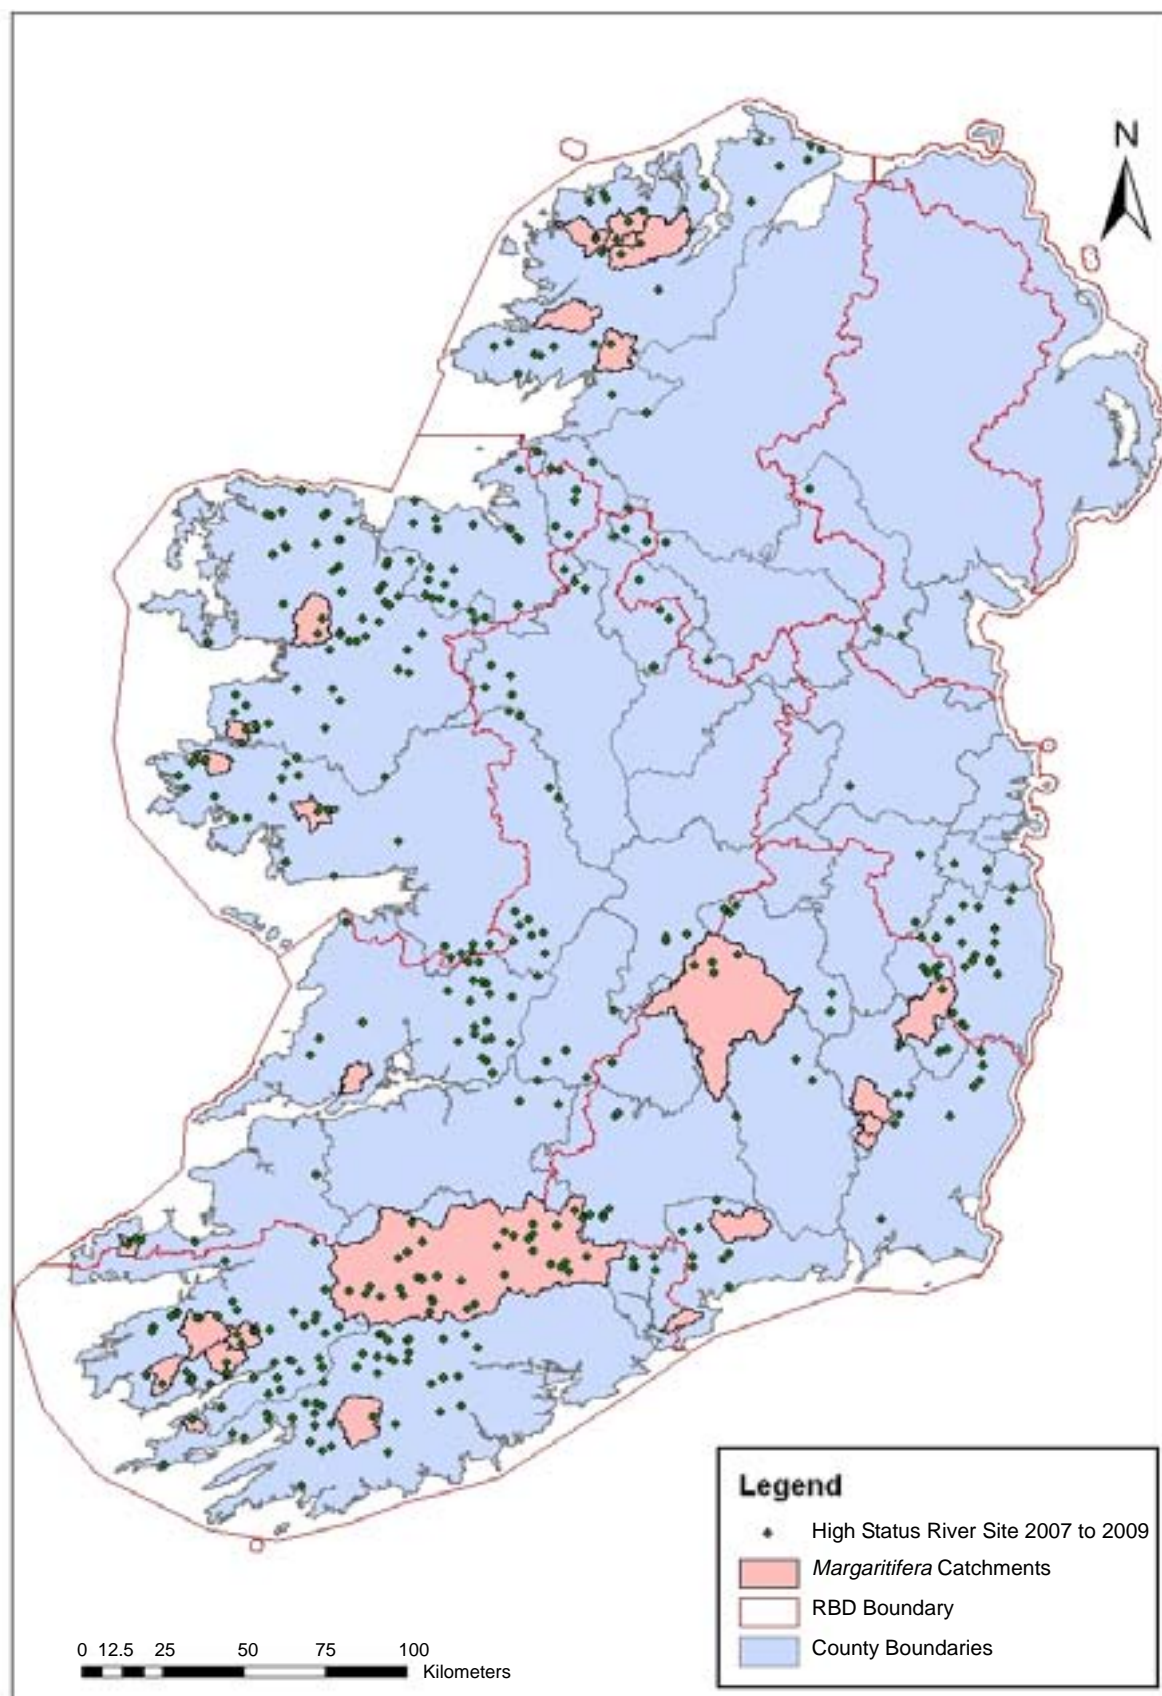 N
Legend
High Status River Site 2007 to 2009
Margaritifera Catchments
RBD Boundary
County Boundaries
0 12.5 25 50 75 100
Kilometers